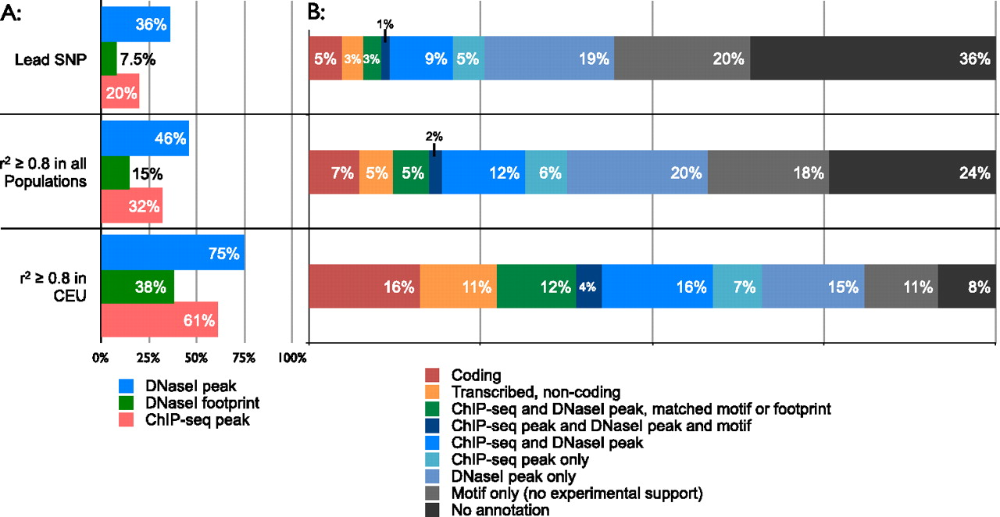 A:
B:
Lead SNP
36%
7.5%
20%
1%
5%
3%
3%
9%
5%
19%
20%
36%
r² ≥ 0.8 in all
Populations
46%
15%
32%
2%
7%
5%
5%
12%
6%
20%
18%
24%
r² ≥ 0.8 in
CEU
75%
38%
61%
16%
11%
12%
4%
16%
7%
15%
11%
8%
0%
25%
50%
75%
100%
DNaseI peak
DNaseI footprint
ChIP-seq peak
Coding
Transcribed, non-coding
ChIP-seq and DNaseI peak, matched motif or footprint
ChIP-seq peak and DNaseI peak and motif
ChIP-seq and DNaseI peak
ChIP-seq peak only
DNaseI peak only
Motif only (no experimental support)
No annotation